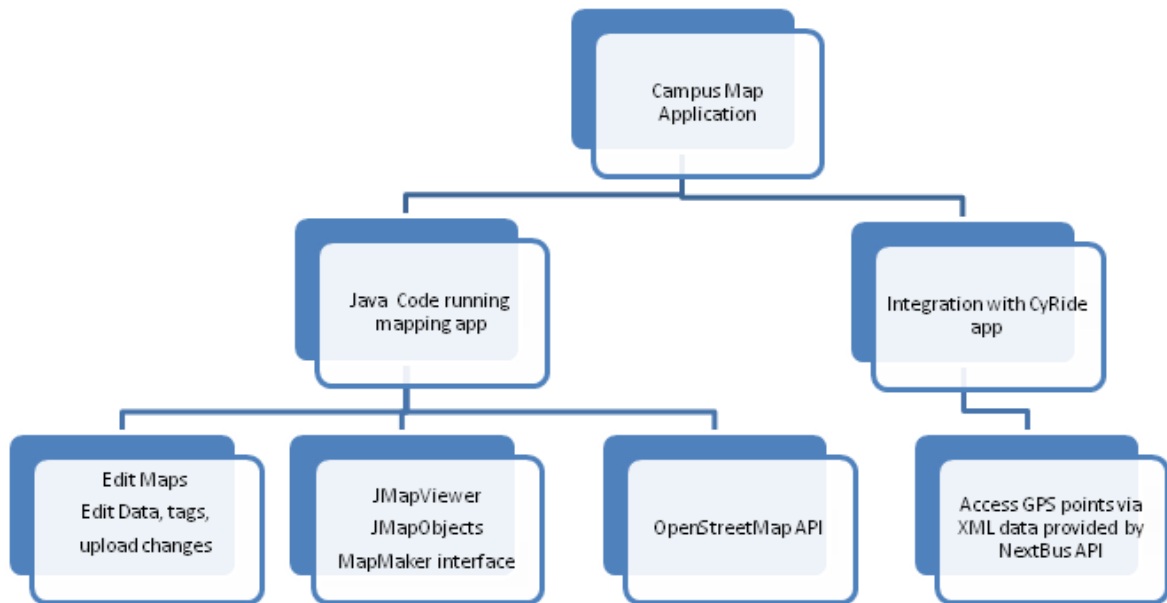 Campus Map
Application
Java Code running
mapping app
Integration with CyRide
app
Edit Maps
Edit Data, tags,
upload changes
JMapViewer
JMapObjects
MapMaker interface
OpenStreetMap API
Access GPS points via
XML data provided by
NextBus API